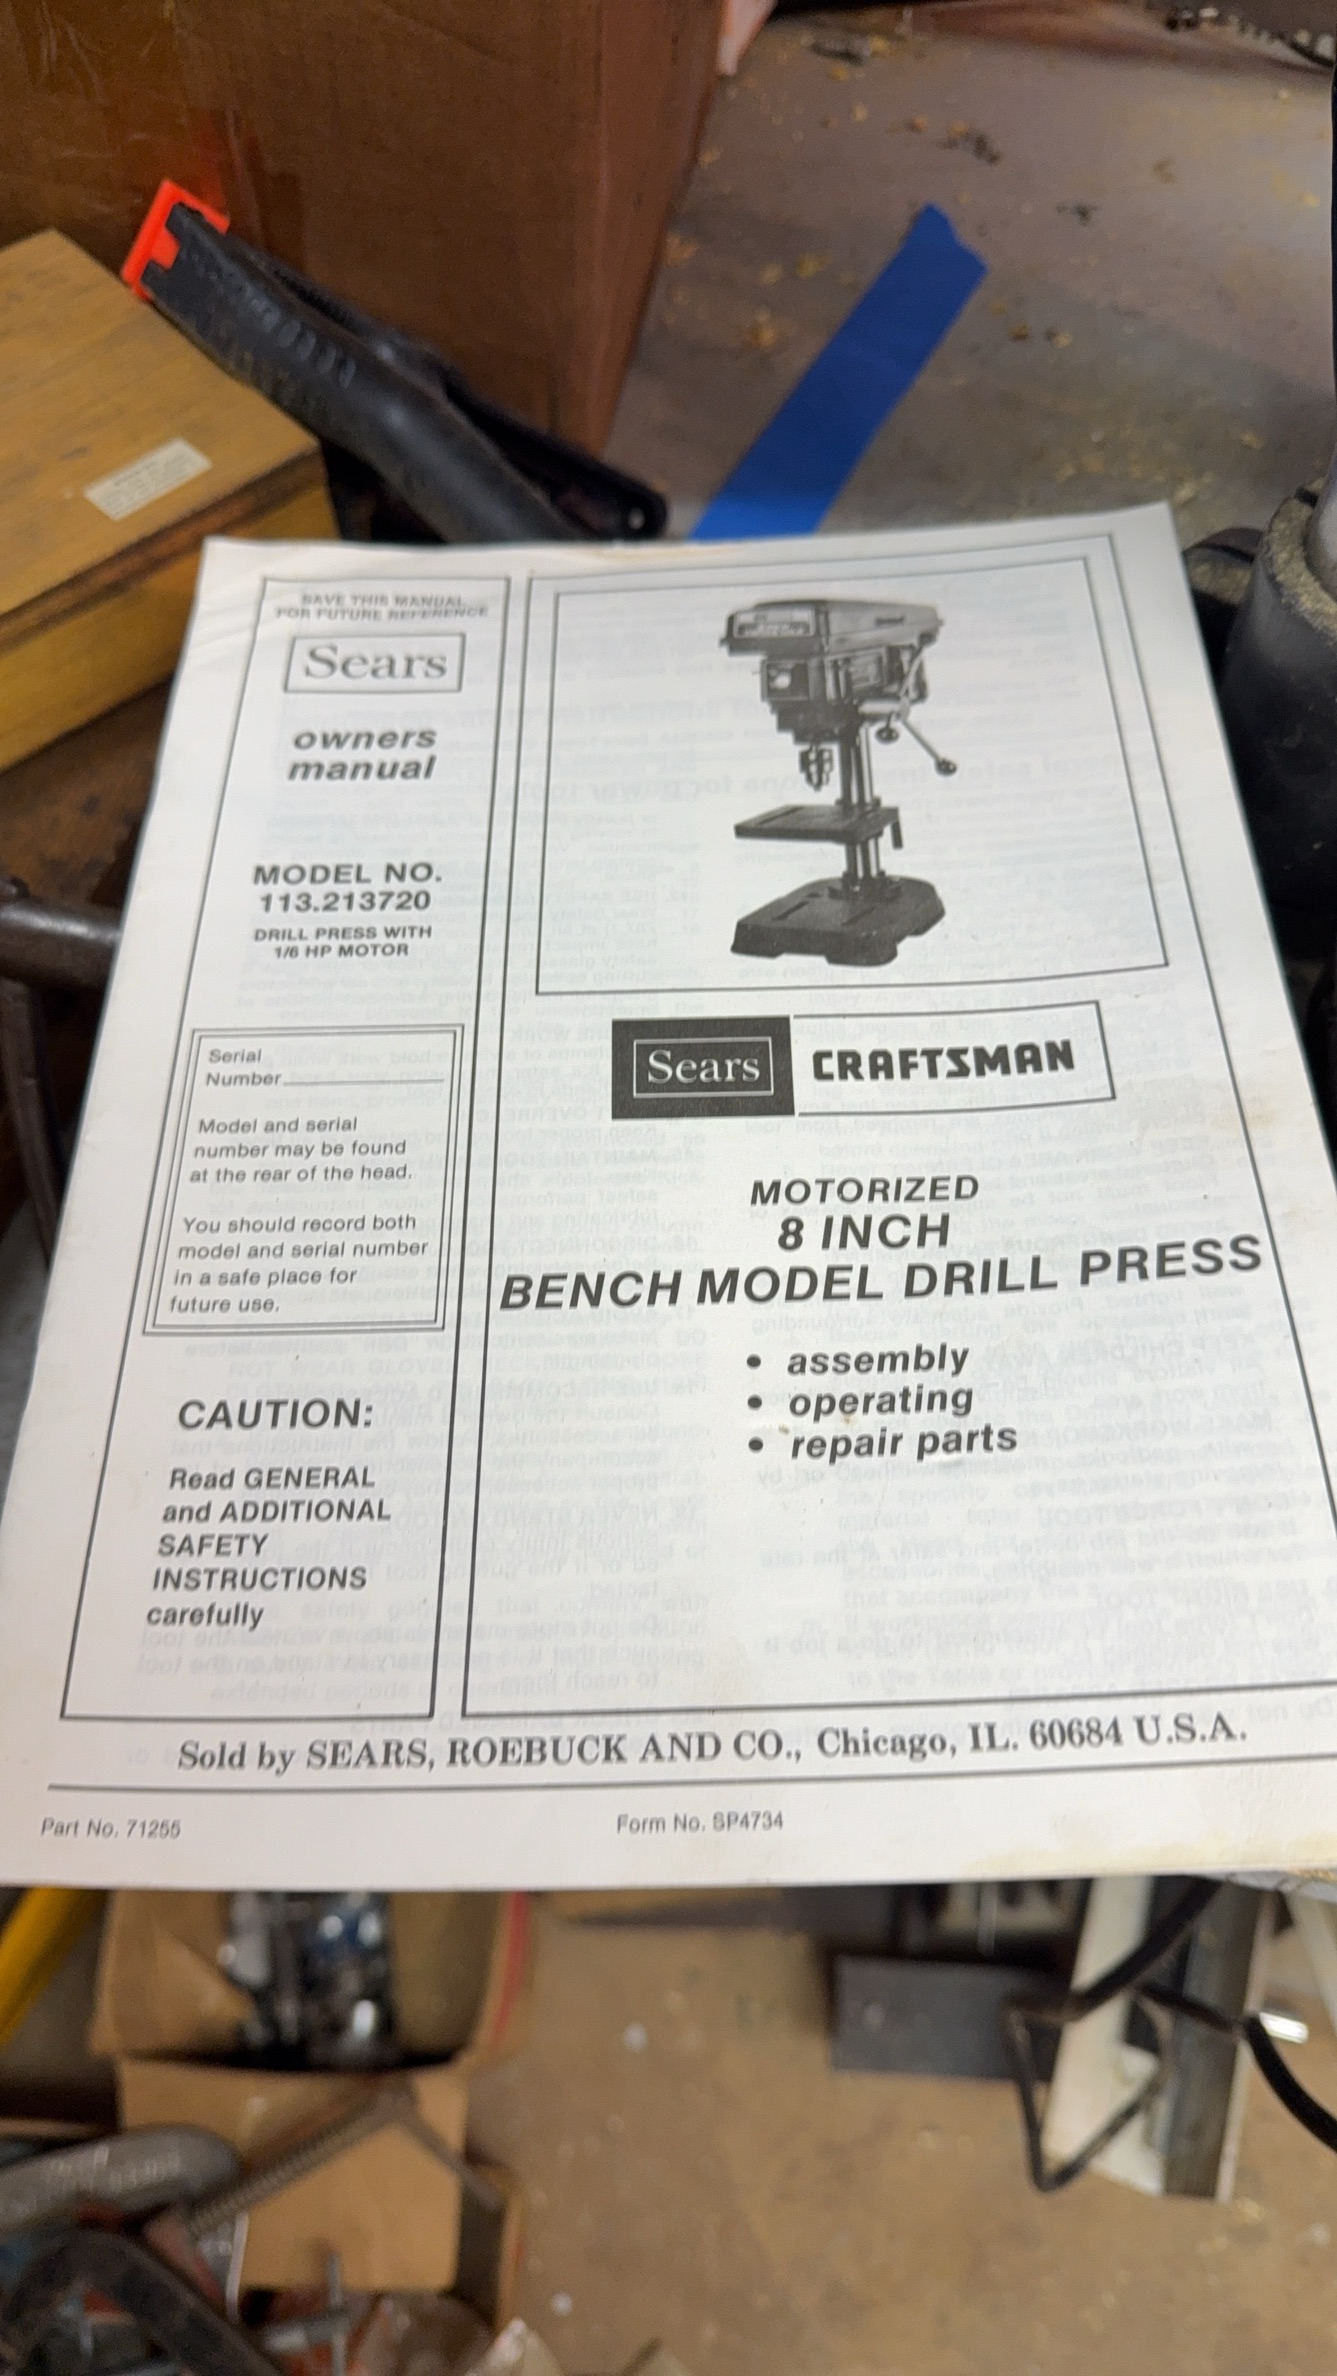 SAVE THIS MANUAL
FOR FUTURE REFERENCE
Sears
owners
manual
MODEL NO.
113.213720
DRILL PRESS WITH
1/6 HP MOTOR
Serial
Number
Model and serial
number may be found
at the rear of the head.
You should record both
model and serial number
in a safe place for
future use.
CAUTION:
Read GENERAL
and ADDITIONAL
SAFETY
INSTRUCTIONS
carefully
Sears CRAFTSMAN
MOTORIZED
8 INCH
BENCH MODEL DRILL PRESS
• assembly
• operating
• repair parts
Sold by SEARS, ROEBUCK AND CO., Chicago, IL. 60684 U.S.A.
Part No. 71255
Form No. SP4734